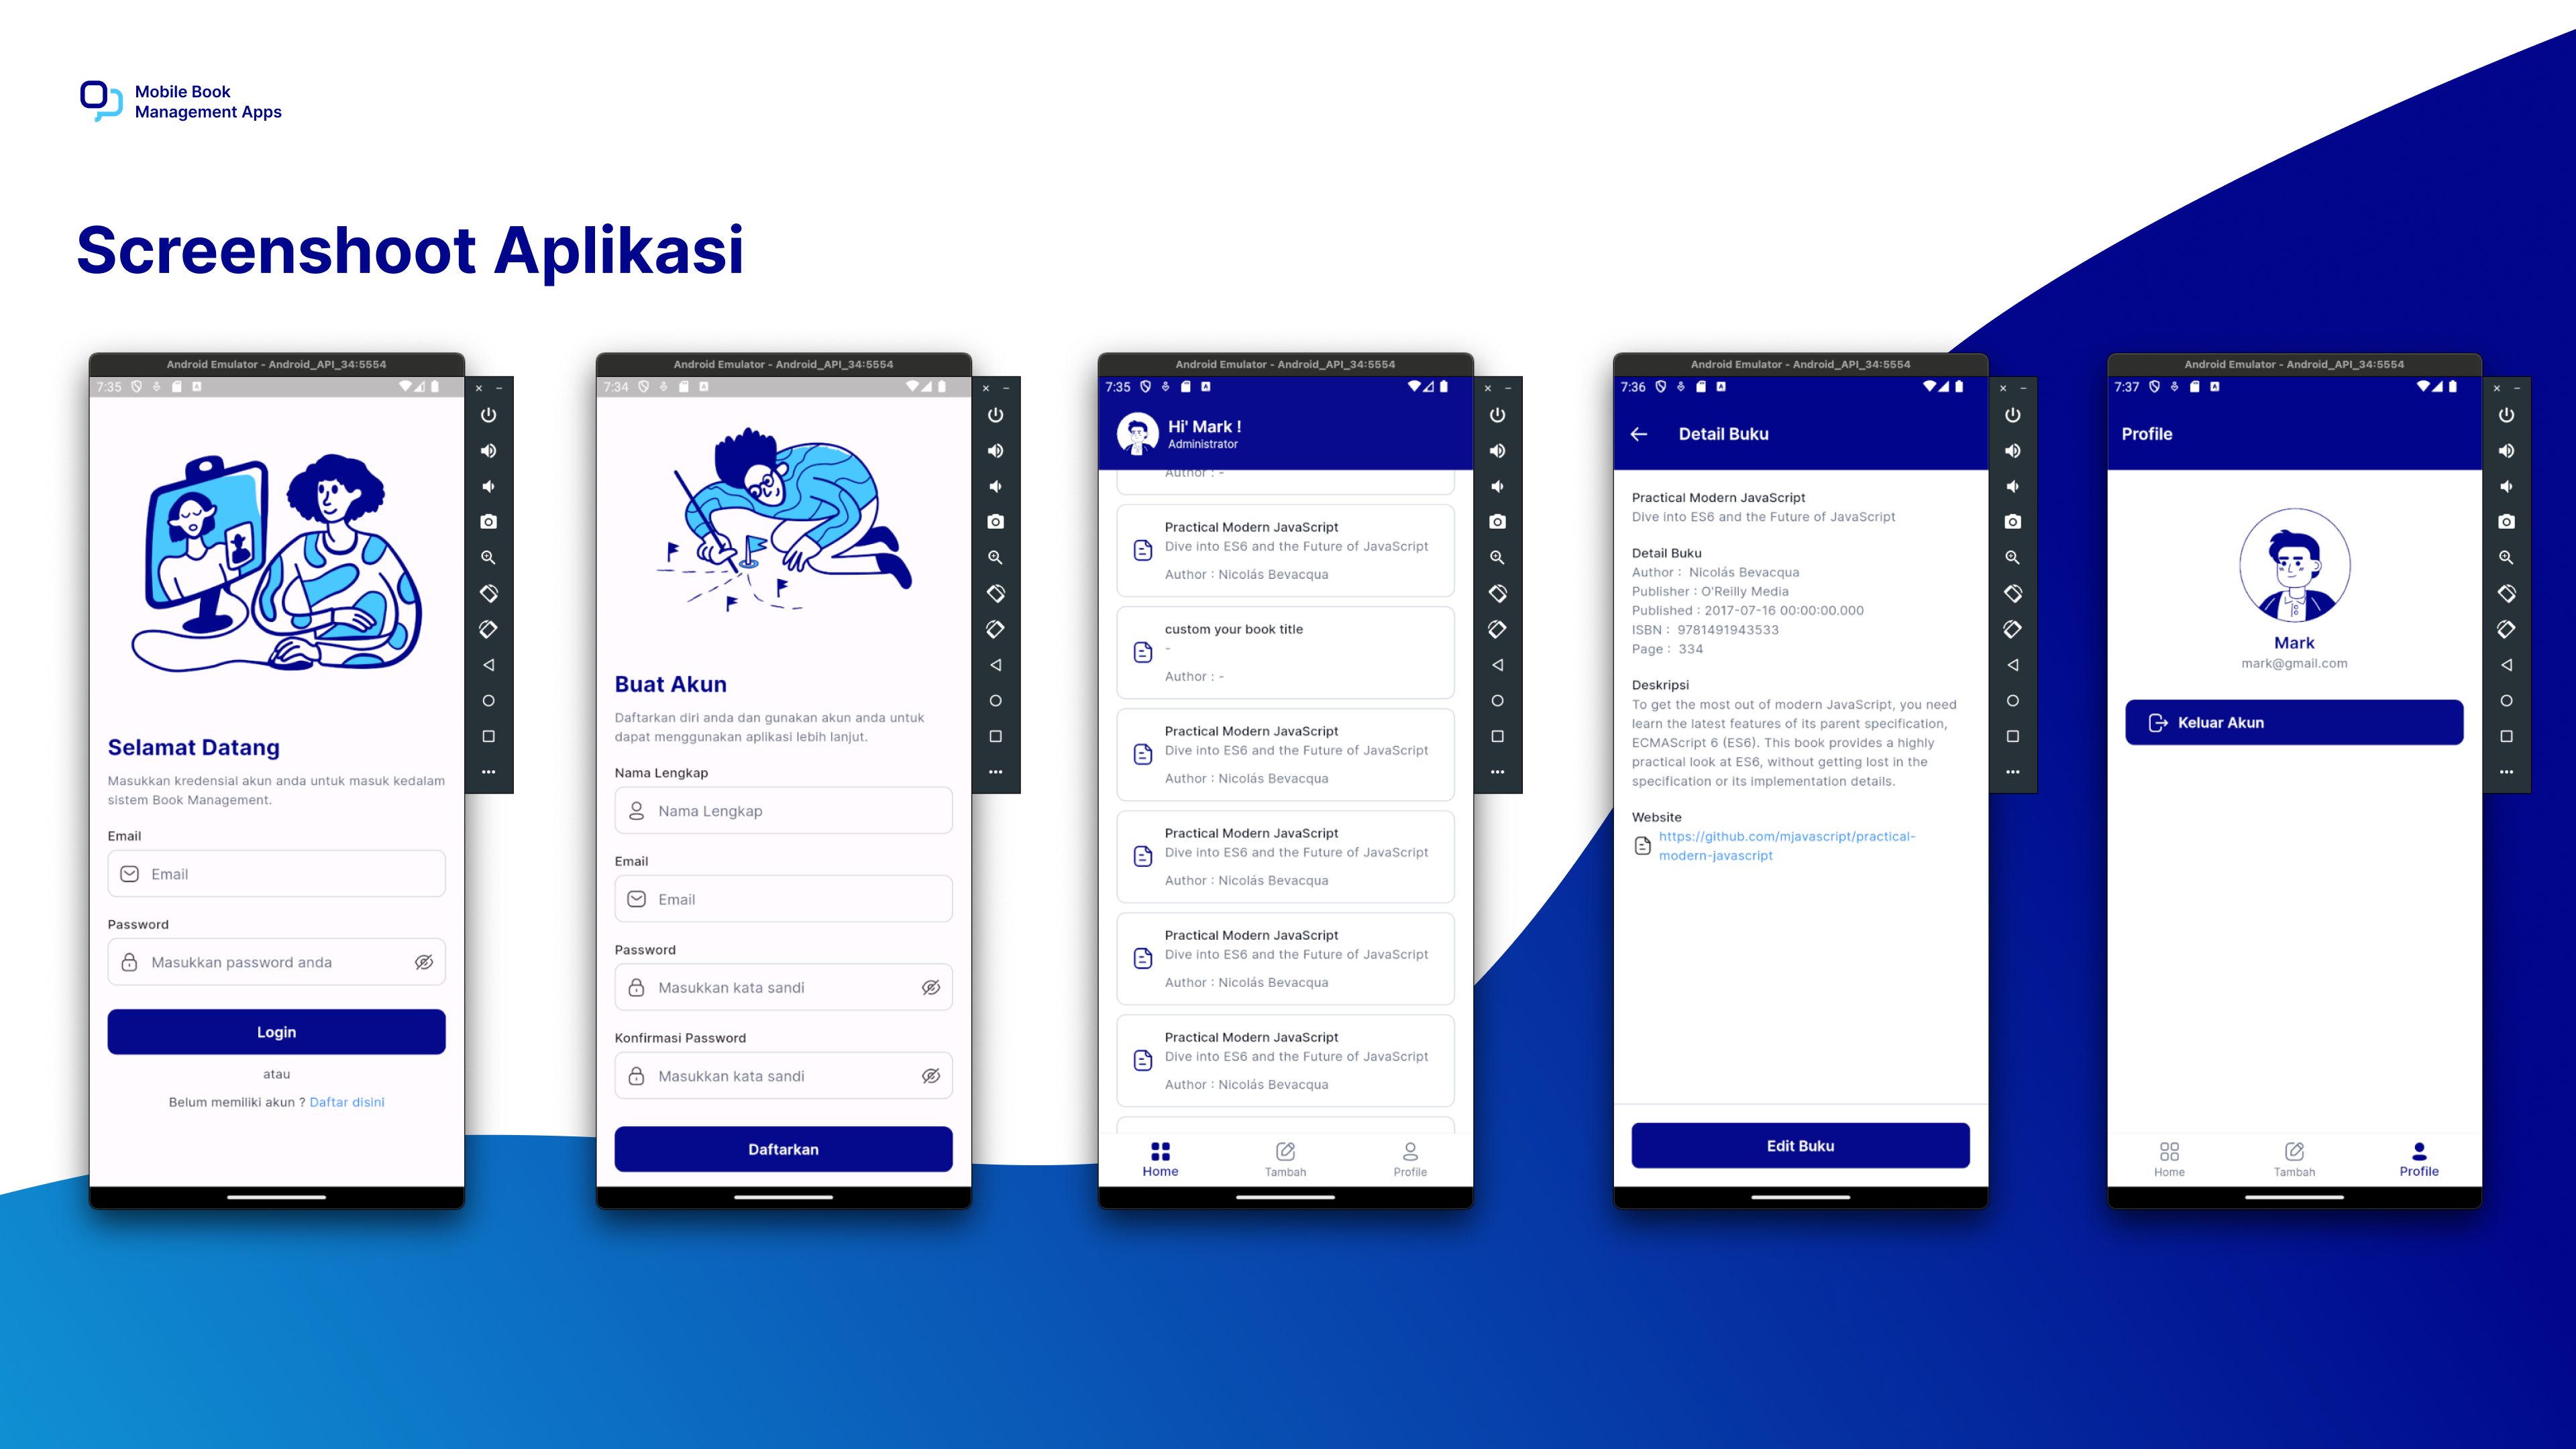 Mobile Book
Management Apps
Screenshoot Aplikasi
Android Emulator - Android_API_34:5554
7:35
Selamat Datang
Masukkan kredensial akun anda untuk masuk kedalam
sistem Book Management.
Email
Email
Password
Masukkan password anda
Login
atau
Belum memiliki akun ? Daftar disini
Android Emulator - Android_API_34:5554
7:34
Buat Akun
Daftarkan diri anda dan gunakan akun anda untuk
dapat menggunakan aplikasi lebih lanjut.
Nama Lengkap
Nama Lengkap
Email
Email
Password
Masukkan kata sandi
Konfirmasi Password
Masukkan kata sandi
Daftarkan
Android Emulator - Android_API_34:5554
7:35
Hi' Mark !
Administrator
Author : -
Practical Modern JavaScript
Dive into ES6 and the Future of JavaScript
Author : Nicolás Bevacqua
custom your book title
-
Author : -
Practical Modern JavaScript
Dive into ES6 and the Future of JavaScript
Author : Nicolás Bevacqua
Practical Modern JavaScript
Dive into ES6 and the Future of JavaScript
Author : Nicolás Bevacqua
Practical Modern JavaScript
Dive into ES6 and the Future of JavaScript
Author : Nicolás Bevacqua
Practical Modern JavaScript
Dive into ES6 and the Future of JavaScript
Author : Nicolás Bevacqua
Home Tambah Profile
Android Emulator - Android_API_34:5554
7:36
Detail Buku
Practical Modern JavaScript
Dive into ES6 and the Future of JavaScript
Detail Buku
Author : Nicolás Bevacqua
Publisher : O'Reilly Media
Published : 2017-07-16 00:00:00.000
ISBN : 9781491943533
Page : 334
Deskripsi
To get the most out of modern JavaScript, you need
learn the latest features of its parent specification,
ECMAScript 6 (ES6). This book provides a highly
practical look at ES6, without getting lost in the
specification or its implementation details.
Website
https://github.com/mjavascript/practical-
modern-javascript
Edit Buku
Android Emulator - Android_API_34:5554
7:37
Profile
Mark
mark@gmail.com
Keluar Akun
Home Tambah Profile